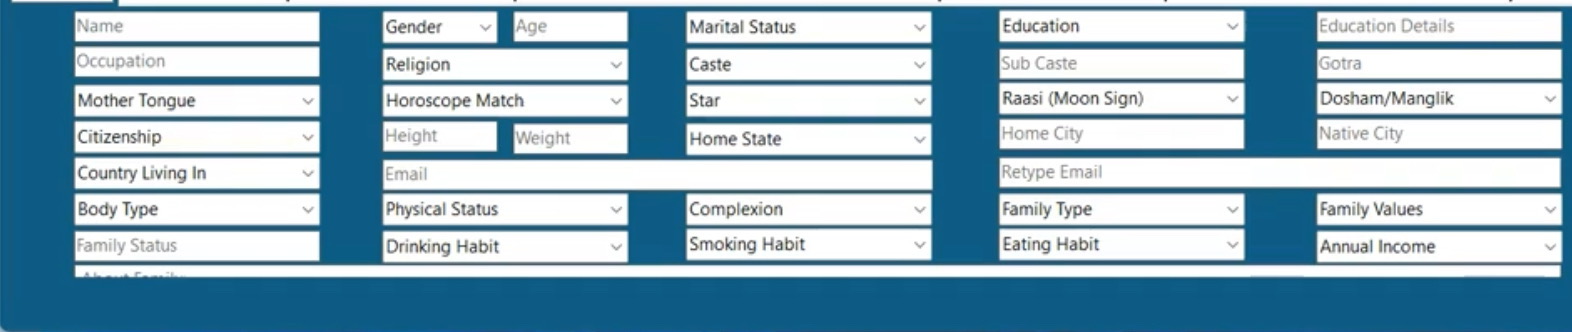 Name Gender Age Marital Status Education Education Details
Occupation Religion Caste Sub Caste Gotra
Mother Tongue Horoscope Match Star Raasi (Moon Sign) Dosham/Manglik
Citizenship Height Weight Home State Home City Native City
Country Living In Email Retype Email
Body Type Physical Status Complexion Family Type Family Values
Family Status Drinking Habit Smoking Habit Eating Habit Annual Income
About Family